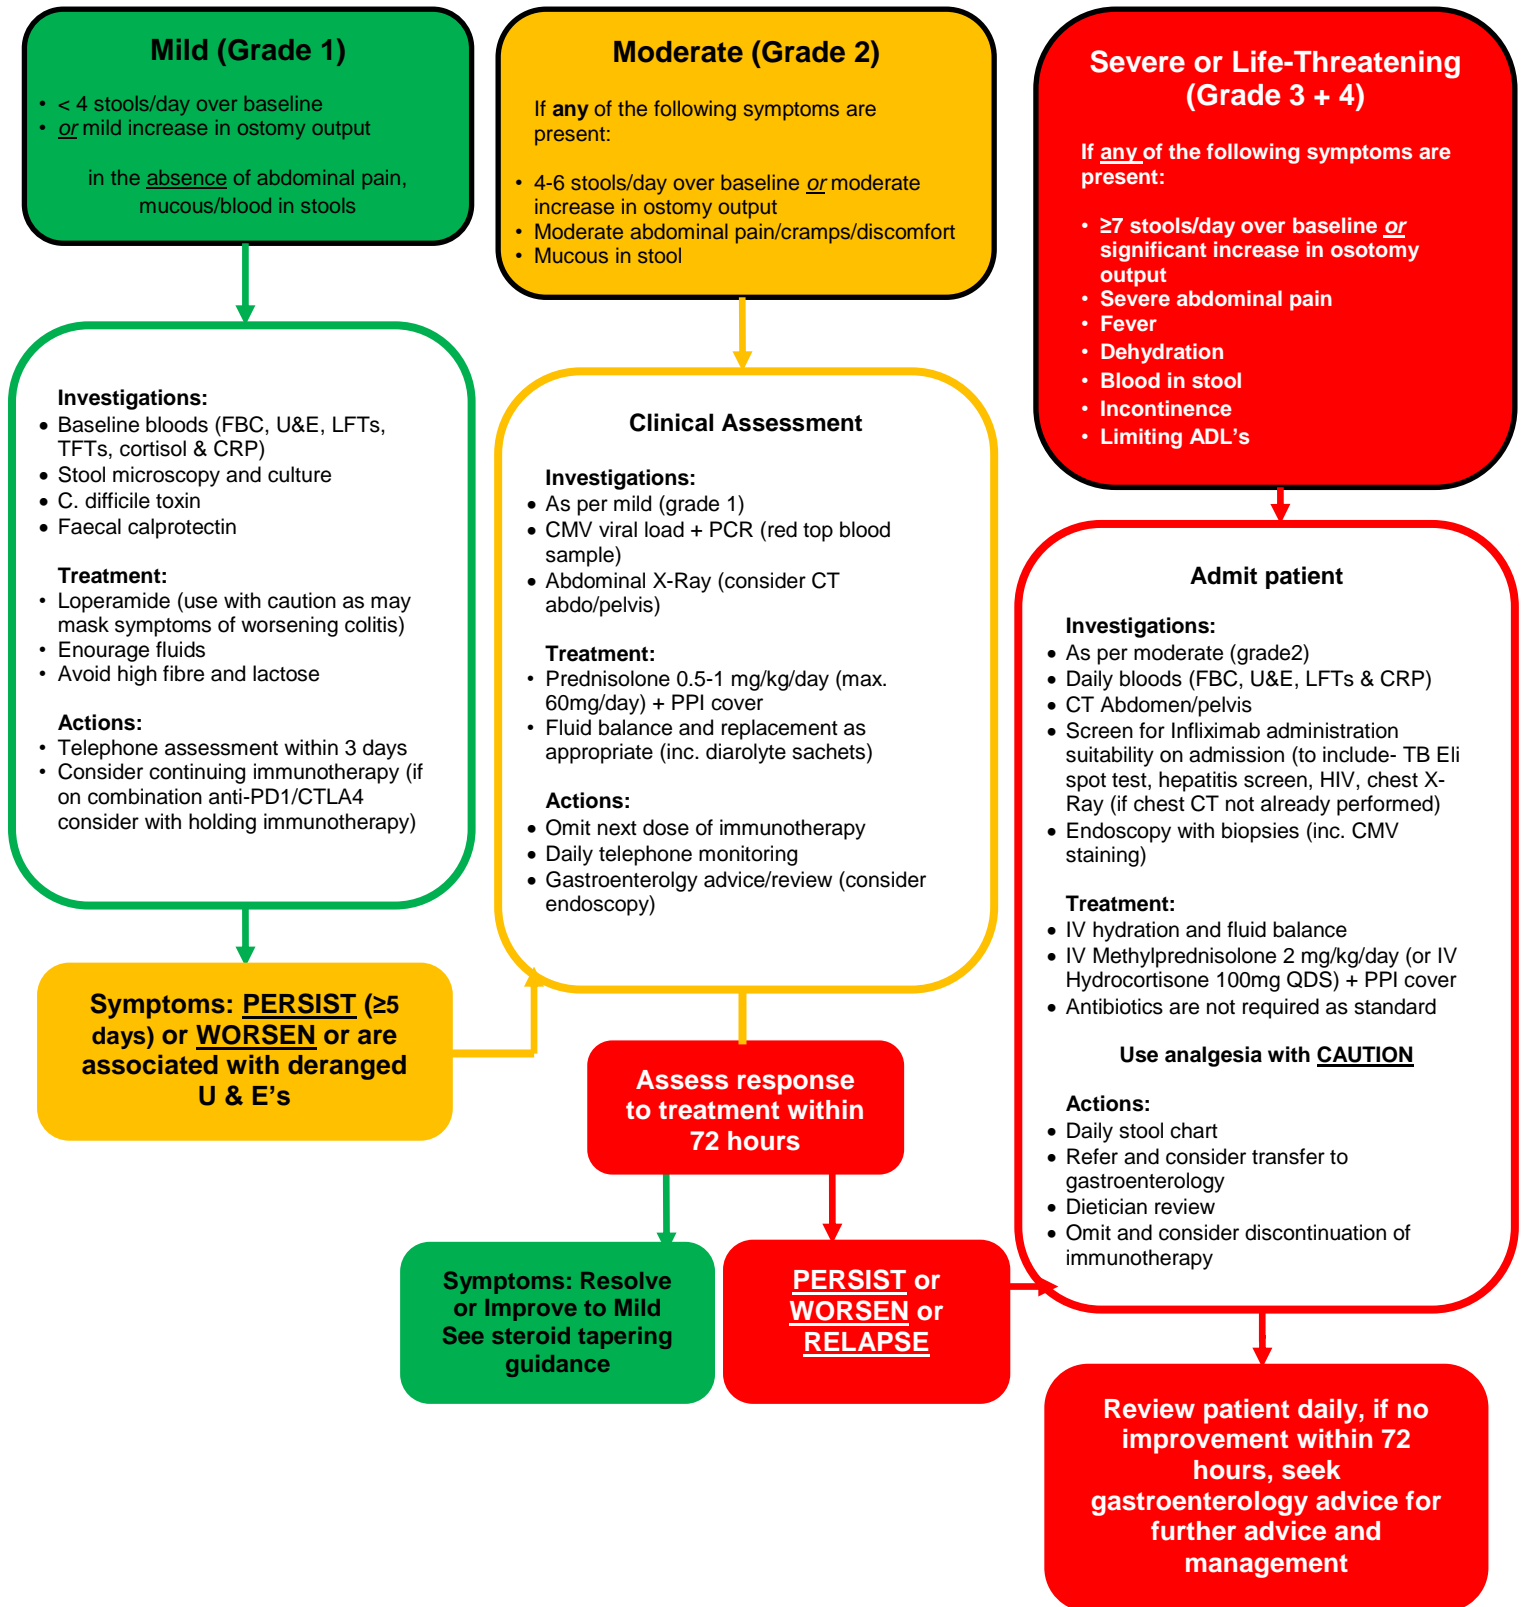 Mild (Grade 1)
• < 4 stools/day over baseline
• or mild increase in ostomy output
in the absence of abdominal pain,
mucous/blood in stools
Investigations:
• Baseline bloods (FBC, U&E, LFTs,
TFTs, cortisol & CRP)
• Stool microscopy and culture
• C. difficile toxin
• Faecal calprotectin
Treatment:
• Loperamide (use with caution as may
mask symptoms of worsening colitis)
• Enourage fluids
• Avoid high fibre and lactose
Actions:
• Telephone assessment within 3 days
• Consider continuing immunotherapy (if
on combination anti-PD1/CTLA4
consider with holding immunotherapy)
Symptoms: PERSIST (≥5
days) or WORSEN or are
associated with deranged
U & E's
Moderate (Grade 2)
If any of the following symptoms are
present:
• 4-6 stools/day over baseline or moderate
increase in ostomy output
• Moderate abdominal pain/cramps/discomfort
• Mucous in stool
Clinical Assessment
Investigations:
• As per mild (grade 1)
• CMV viral load + PCR (red top blood
sample)
• Abdominal X-Ray (consider CT
abdo/pelvis)
Treatment:
• Prednisolone 0.5-1 mg/kg/day (max.
60mg/day) + PPI cover
• Fluid balance and replacement as
appropriate (inc. diarolyte sachets)
Actions:
• Omit next dose of immunotherapy
• Daily telephone monitoring
• Gastroenterolgy advice/review (consider
endoscopy)
Assess response
to treatment within
72 hours
Symptoms: Resolve
or Improve to Mild
See steroid tapering
guidance
PERSIST or
WORSEN or
RELAPSE
Severe or Life-Threatening
(Grade 3 + 4)
If any of the following symptoms are
present:
• ≥7 stools/day over baseline or
significant increase in osotomy
output
• Severe abdominal pain
• Fever
• Dehydration
• Blood in stool
• Incontinence
• Limiting ADL's
Admit patient
Investigations:
• As per moderate (grade2)
• Daily bloods (FBC, U&E, LFTs & CRP)
• CT Abdomen/pelvis
• Screen for Infliximab administration
suitability on admission (to include- TB Eli
spot test, hepatitis screen, HIV, chest X-
Ray (if chest CT not already performed)
• Endoscopy with biopsies (inc. CMV
staining)
Treatment:
• IV hydration and fluid balance
• IV Methylprednisolone 2 mg/kg/day (or IV
Hydrocortisone 100mg QDS) + PPI cover
• Antibiotics are not required as standard
Use analgesia with CAUTION
Actions:
• Daily stool chart
• Refer and consider transfer to
gastroenterology
• Dietician review
• Omit and consider discontinuation of
immunotherapy
Review patient daily, if no
improvement within 72
hours, seek
gastroenterology advice for
further advice and
management